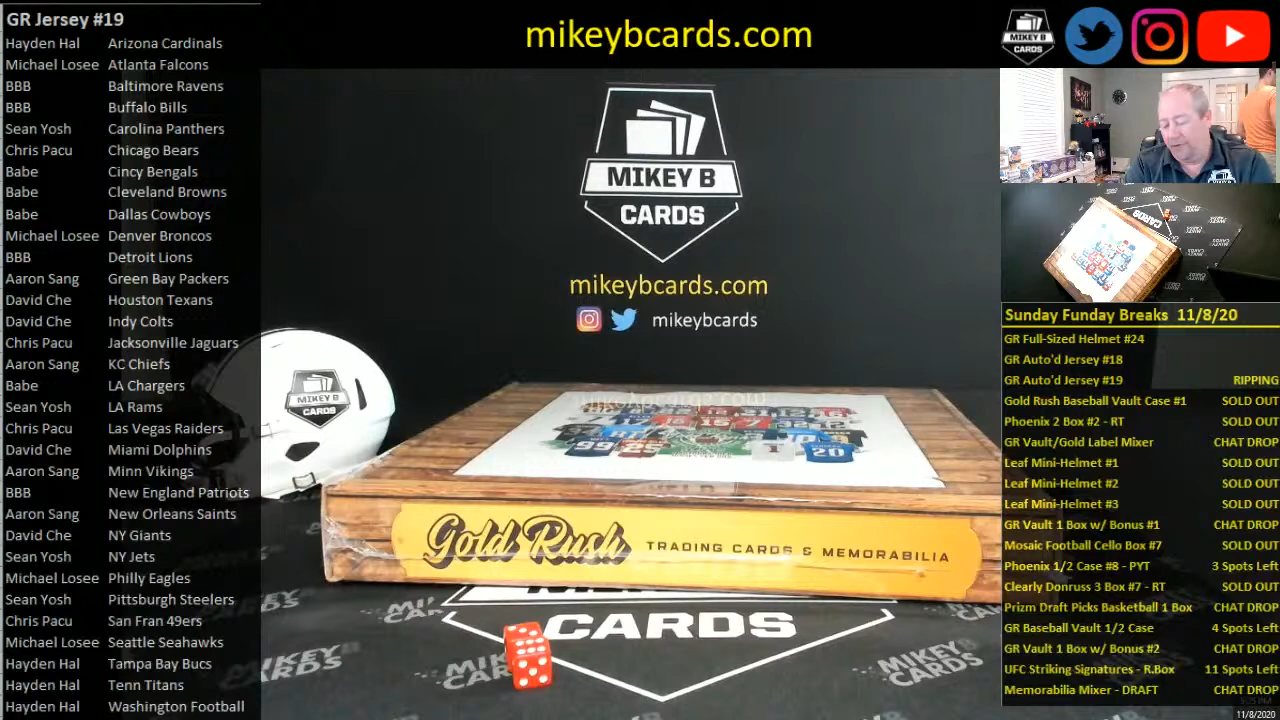 GR Jersey #19
Hayden Hal Arizona Cardinals
Michael Losee Atlanta Falcons
BBB Baltimore Ravens
BBB Buffalo Bills
Sean Yosh Carolina Panthers
Chris Pacu Chicago Bears
Babe Cincy Bengals
Babe Cleveland Browns
Babe Dallas Cowboys
Michael Losee Denver Broncos
BBB Detroit Lions
Aaron Sang Green Bay Packers
David Che Houston Texans
David Che Indy Colts
Chris Pacu Jacksonville Jaguars
Aaron Sang KC Chiefs
Babe LA Chargers
Sean Yosh LA Rams
Chris Pacu Las Vegas Raiders
David Che Miami Dolphins
Aaron Sang Minn Vikings
BBB New England Patriots
Aaron Sang New Orleans Saints
David Che NY Giants
Sean Yosh NY Jets
Michael Losee Philly Eagles
Sean Yosh Pittsburgh Steelers
Chris Pacu San Fran 49ers
Michael Losee Seattle Seahawks
Hayden Hal Tampa Bay Bucs
Hayden Hal Tenn Titans
Hayden Hal Washington Football
mikeybcards.com
MIKEY B
CARDS
mikeybcards.com
mikeybcards
MIKEY B
CARDS
Gold Rush TRADING CARDS & MEMORABILIA
CARDS
MIKEY B
CARDS
MIKEY B
CARDS
MIKEY B
CARDS
CARDS
Sunday Funday Breaks 11/8/20
GR Full-Sized Helmet #24
GR Auto'd Jersey #18
GR Auto'd Jersey #19 RIPPING
Gold Rush Baseball Vault Case #1 SOLD OUT
Phoenix 2 Box #2 - RT SOLD OUT
GR Vault/Gold Label Mixer CHAT DROP
Leaf Mini-Helmet #1 SOLD OUT
Leaf Mini-Helmet #2 SOLD OUT
Leaf Mini-Helmet #3 SOLD OUT
GR Vault 1 Box w/ Bonus #1 CHAT DROP
Mosaic Football Cello Box #7 SOLD OUT
Phoenix 1/2 Case #8 - PYT 3 Spots Left
Clearly Donruss 3 Box #7 - RT SOLD OUT
Prizm Draft Picks Basketball 1 Box CHAT DROP
GR Baseball Vault 1/2 Case 4 Spots Left
GR Vault 1 Box w/ Bonus #2 CHAT DROP
UFC Striking Signatures - R.Box 11 Spots Left
Memorabilia Mixer - DRAFT CHAT DROP
11/8/2020